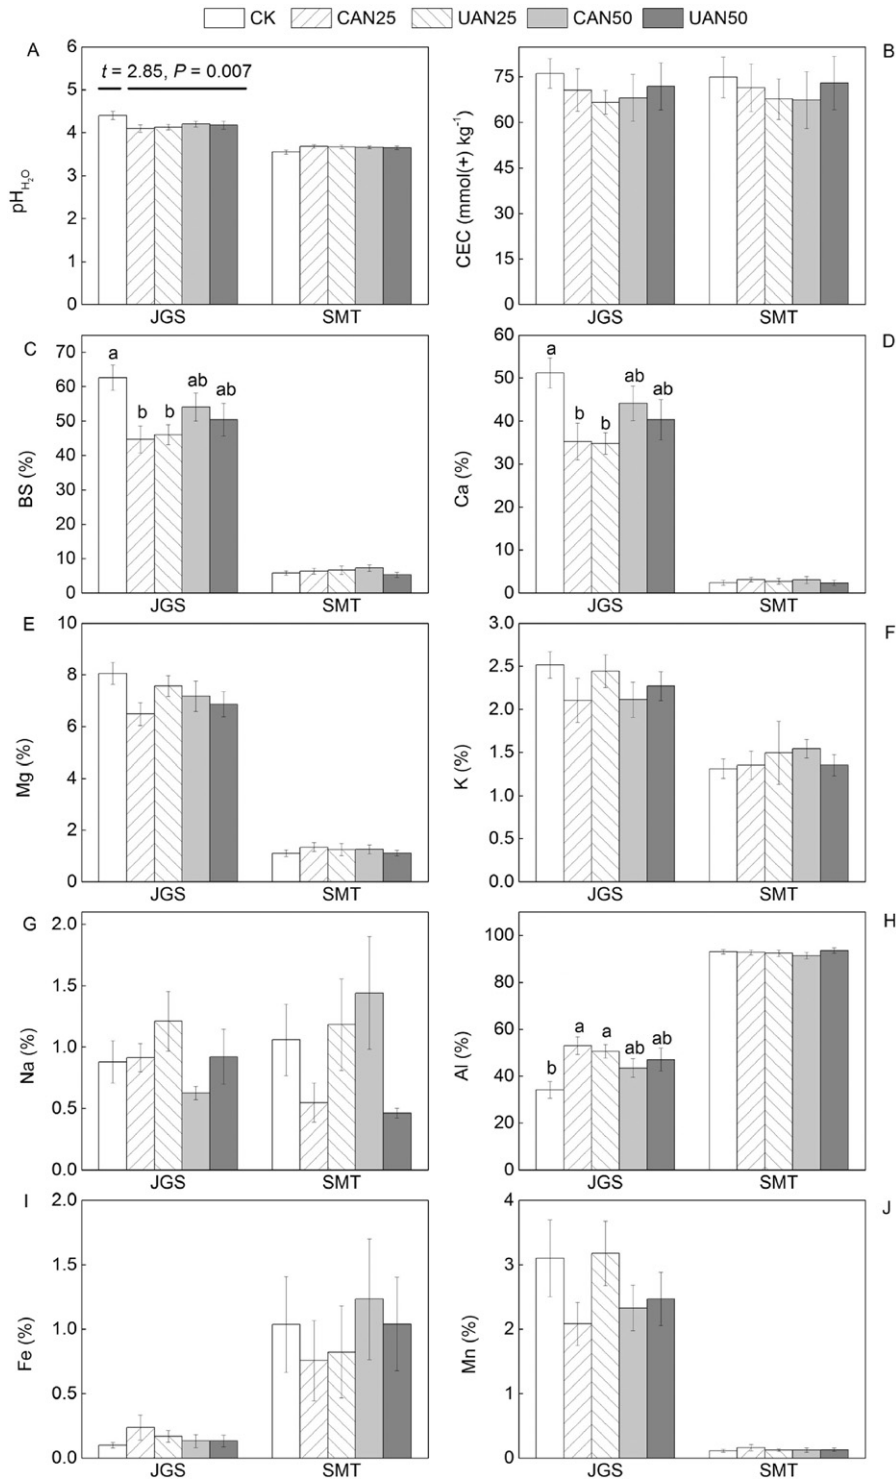 CK CAN25 UAN25 CAN50 UAN50
A
6
5
4
3
2
1
0
pH_{H_2O}
t = 2.85, P = 0.007
JGS SMT
B
75
60
45
30
15
0
CEC (mmol(+) kg⁻¹)
JGS SMT
C
70
60
50
40
30
20
10
0
BS (%)
a
b b ab ab
JGS SMT
D
60
50
40
30
20
10
0
Ca (%)
a
b b ab ab
JGS SMT
E
10
8
6
4
2
0
Mg (%)
JGS SMT
F
3.0
2.5
2.0
1.5
1.0
0.5
0.0
K (%)
JGS SMT
G
2.0
1.5
1.0
0.5
0.0
Na (%)
JGS SMT
H
100
80
60
40
20
0
Al (%)
b a a ab ab
JGS SMT
I
2.0
1.5
1.0
0.5
0.0
Fe (%)
JGS SMT
J
4
3
2
1
0
Mn (%)
JGS SMT